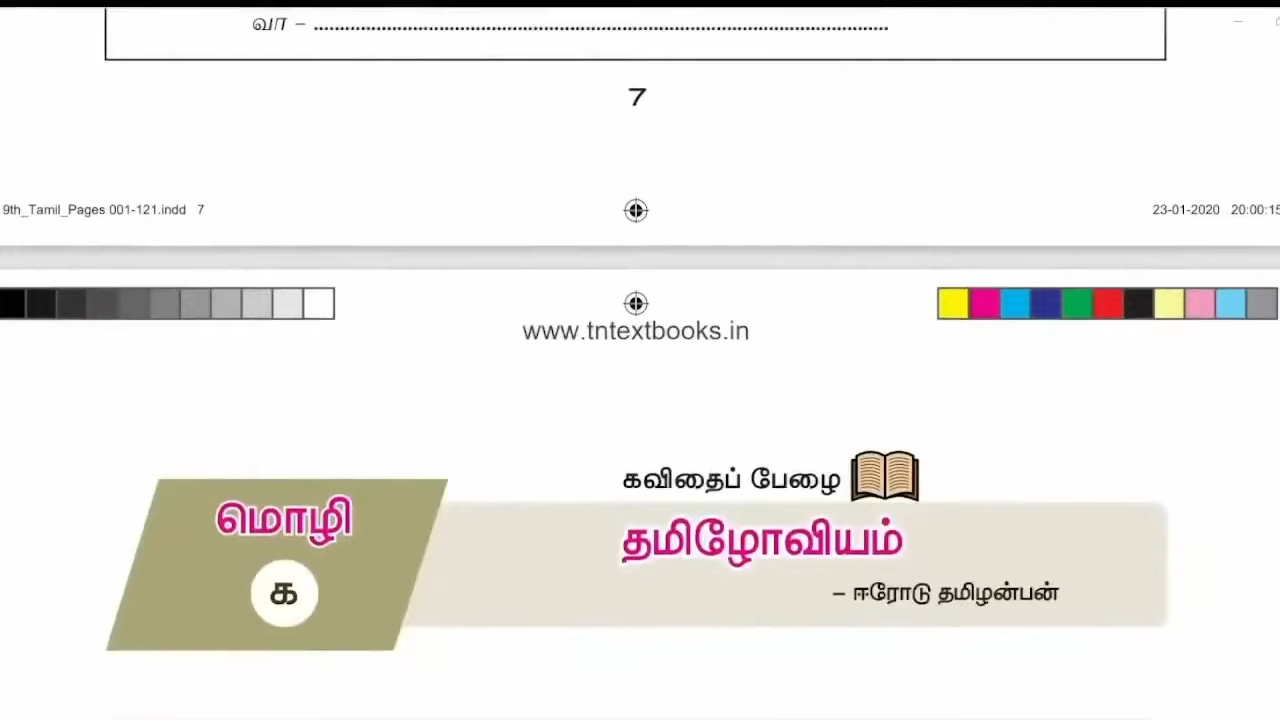 வா – ................................................................................................................
7
9th_Tamil_Pages 001-121.indd 7
23-01-2020 20:00:15
www.tntextbooks.in
மொழி
க
கவிதைப் பேழை
தமிழோவியம்
– ஈரோடு தமிழன்பன்